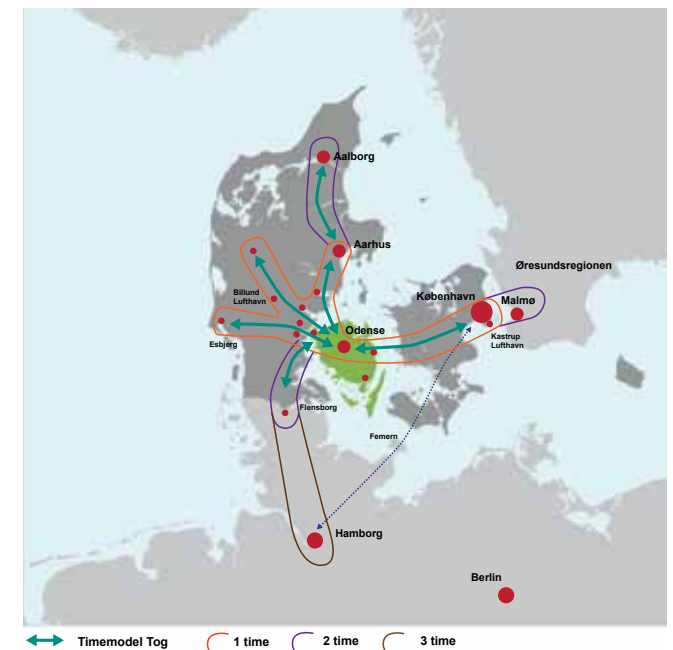 Aalborg
Aarhus
Øresundsregionen
Billund
Lufthavn
København
Malmø
Odense
Esbjerg
Kastrup
Lufthavn
Flensborg
Femern
Hamborg
Berlin
Timemodel Tog
1 time
2 time
3 time